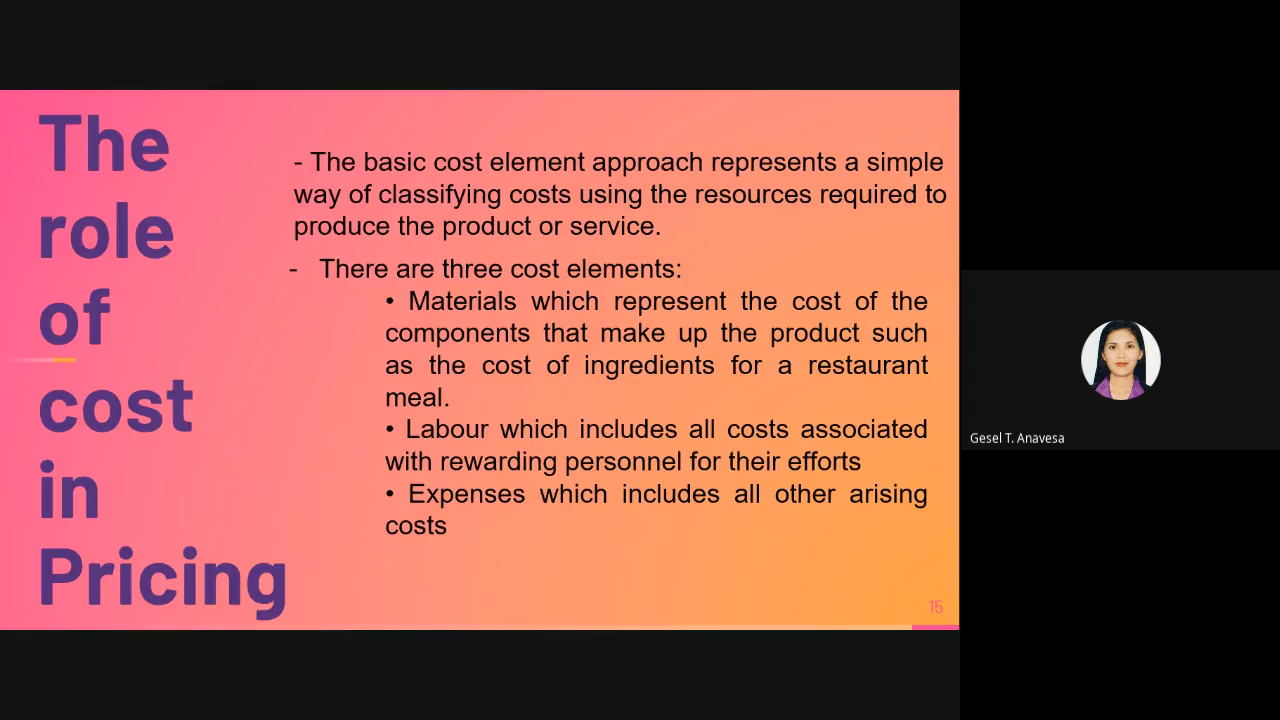 The
role
of
cost
in
Pricing
- The basic cost element approach represents a simple
way of classifying costs using the resources required to
produce the product or service.
- There are three cost elements:
• Materials which represent the cost of the
components that make up the product such
as the cost of ingredients for a restaurant
meal.
• Labour which includes all costs associated
with rewarding personnel for their efforts
• Expenses which includes all other arising
costs
15
Gesel T. Anavesa